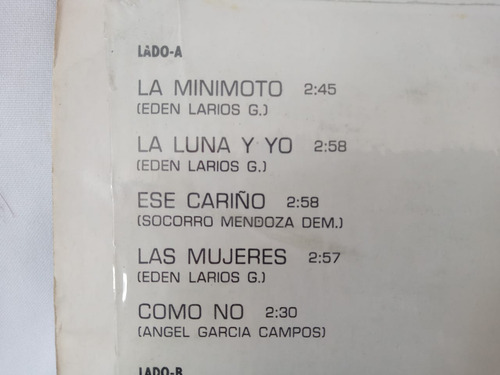 LADO-A
LA MINIMOTO 2:45
(EDEN LARIOS G.)
LA LUNA Y YO 2:58
(EDEN LARIOS G.)
ESE CARIÑO 2:58
(SOCORRO MENDOZA DEM.)
LAS MUJERES 2:57
(EDEN LARIOS G.)
COMO NO 2:30
(ANGEL GARCIA CAMPOS)
LADO-B